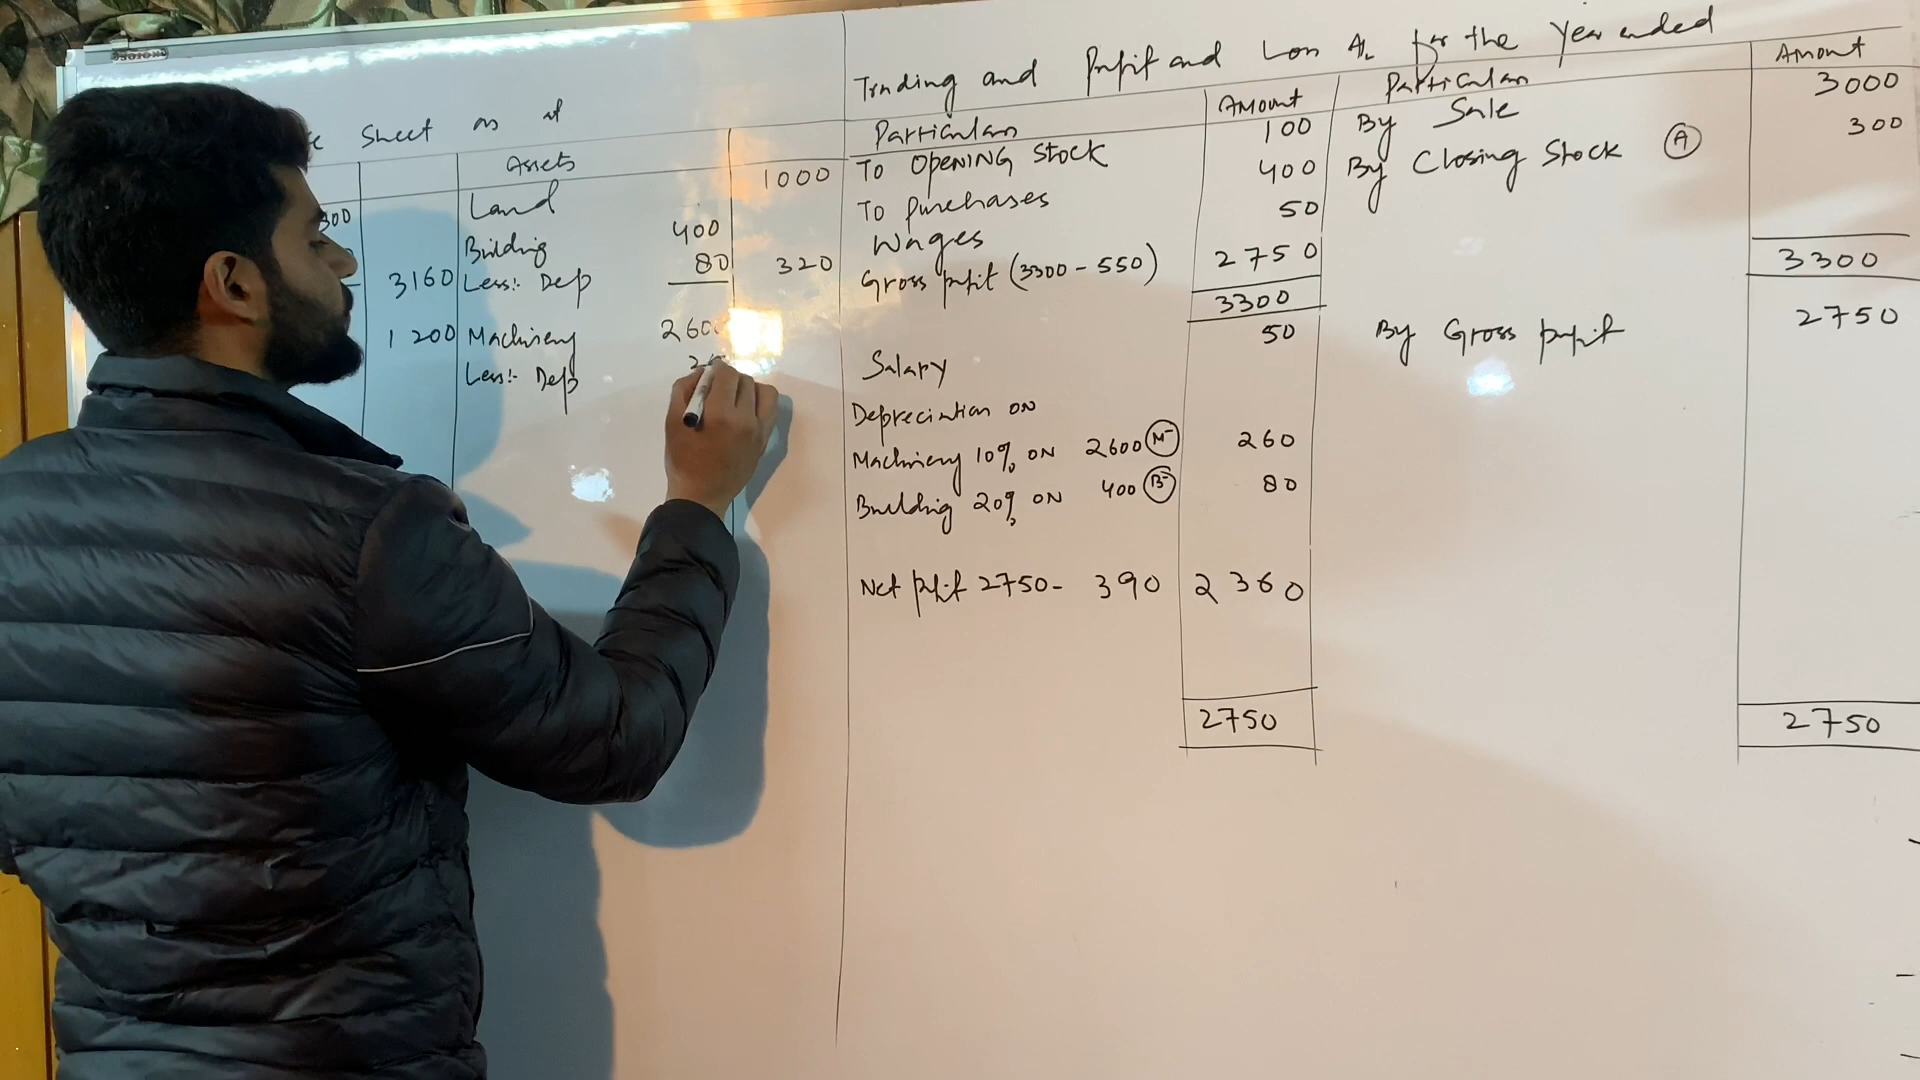 Sheet as at
Assets
Land 1000
Building 400
3160 Less:- Dep 80 320
1200 Machinery 260
Less:- Dep
Trading and Profit and Loss A/c for the Year ended
Particulars Amount Particulars Amount
To OPENING Stock 100 By Sale 3000
To Purchases 400 By Closing Stock A 300
Wages 50
Gross profit (3300-550) 2750 3300
3300
Salary 50 By Gross profit 2750
Depreciation ON
Machinery 10% ON 2600 M- 260
Building 20% ON 400 B- 80
Net profit 2750- 390 2360
2750 2750